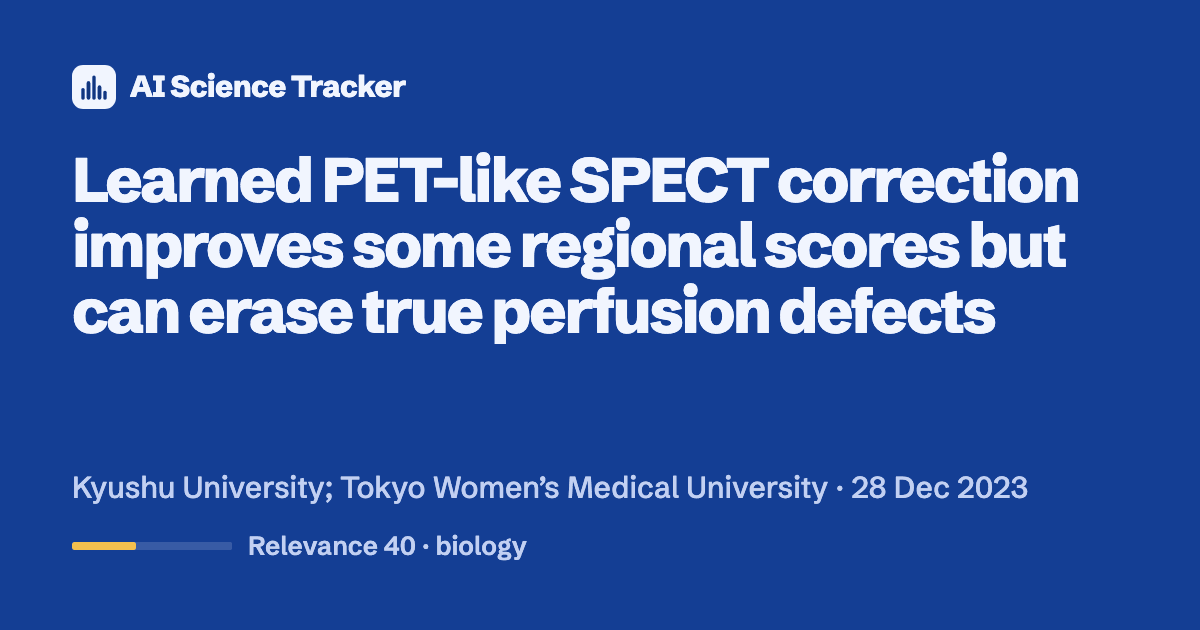 AI Science Tracker
Learned PET-like SPECT correction
improves some regional scores but
can erase true perfusion defects
Kyushu University; Tokyo Women’s Medical University · 28 Dec 2023
Relevance 40 · biology